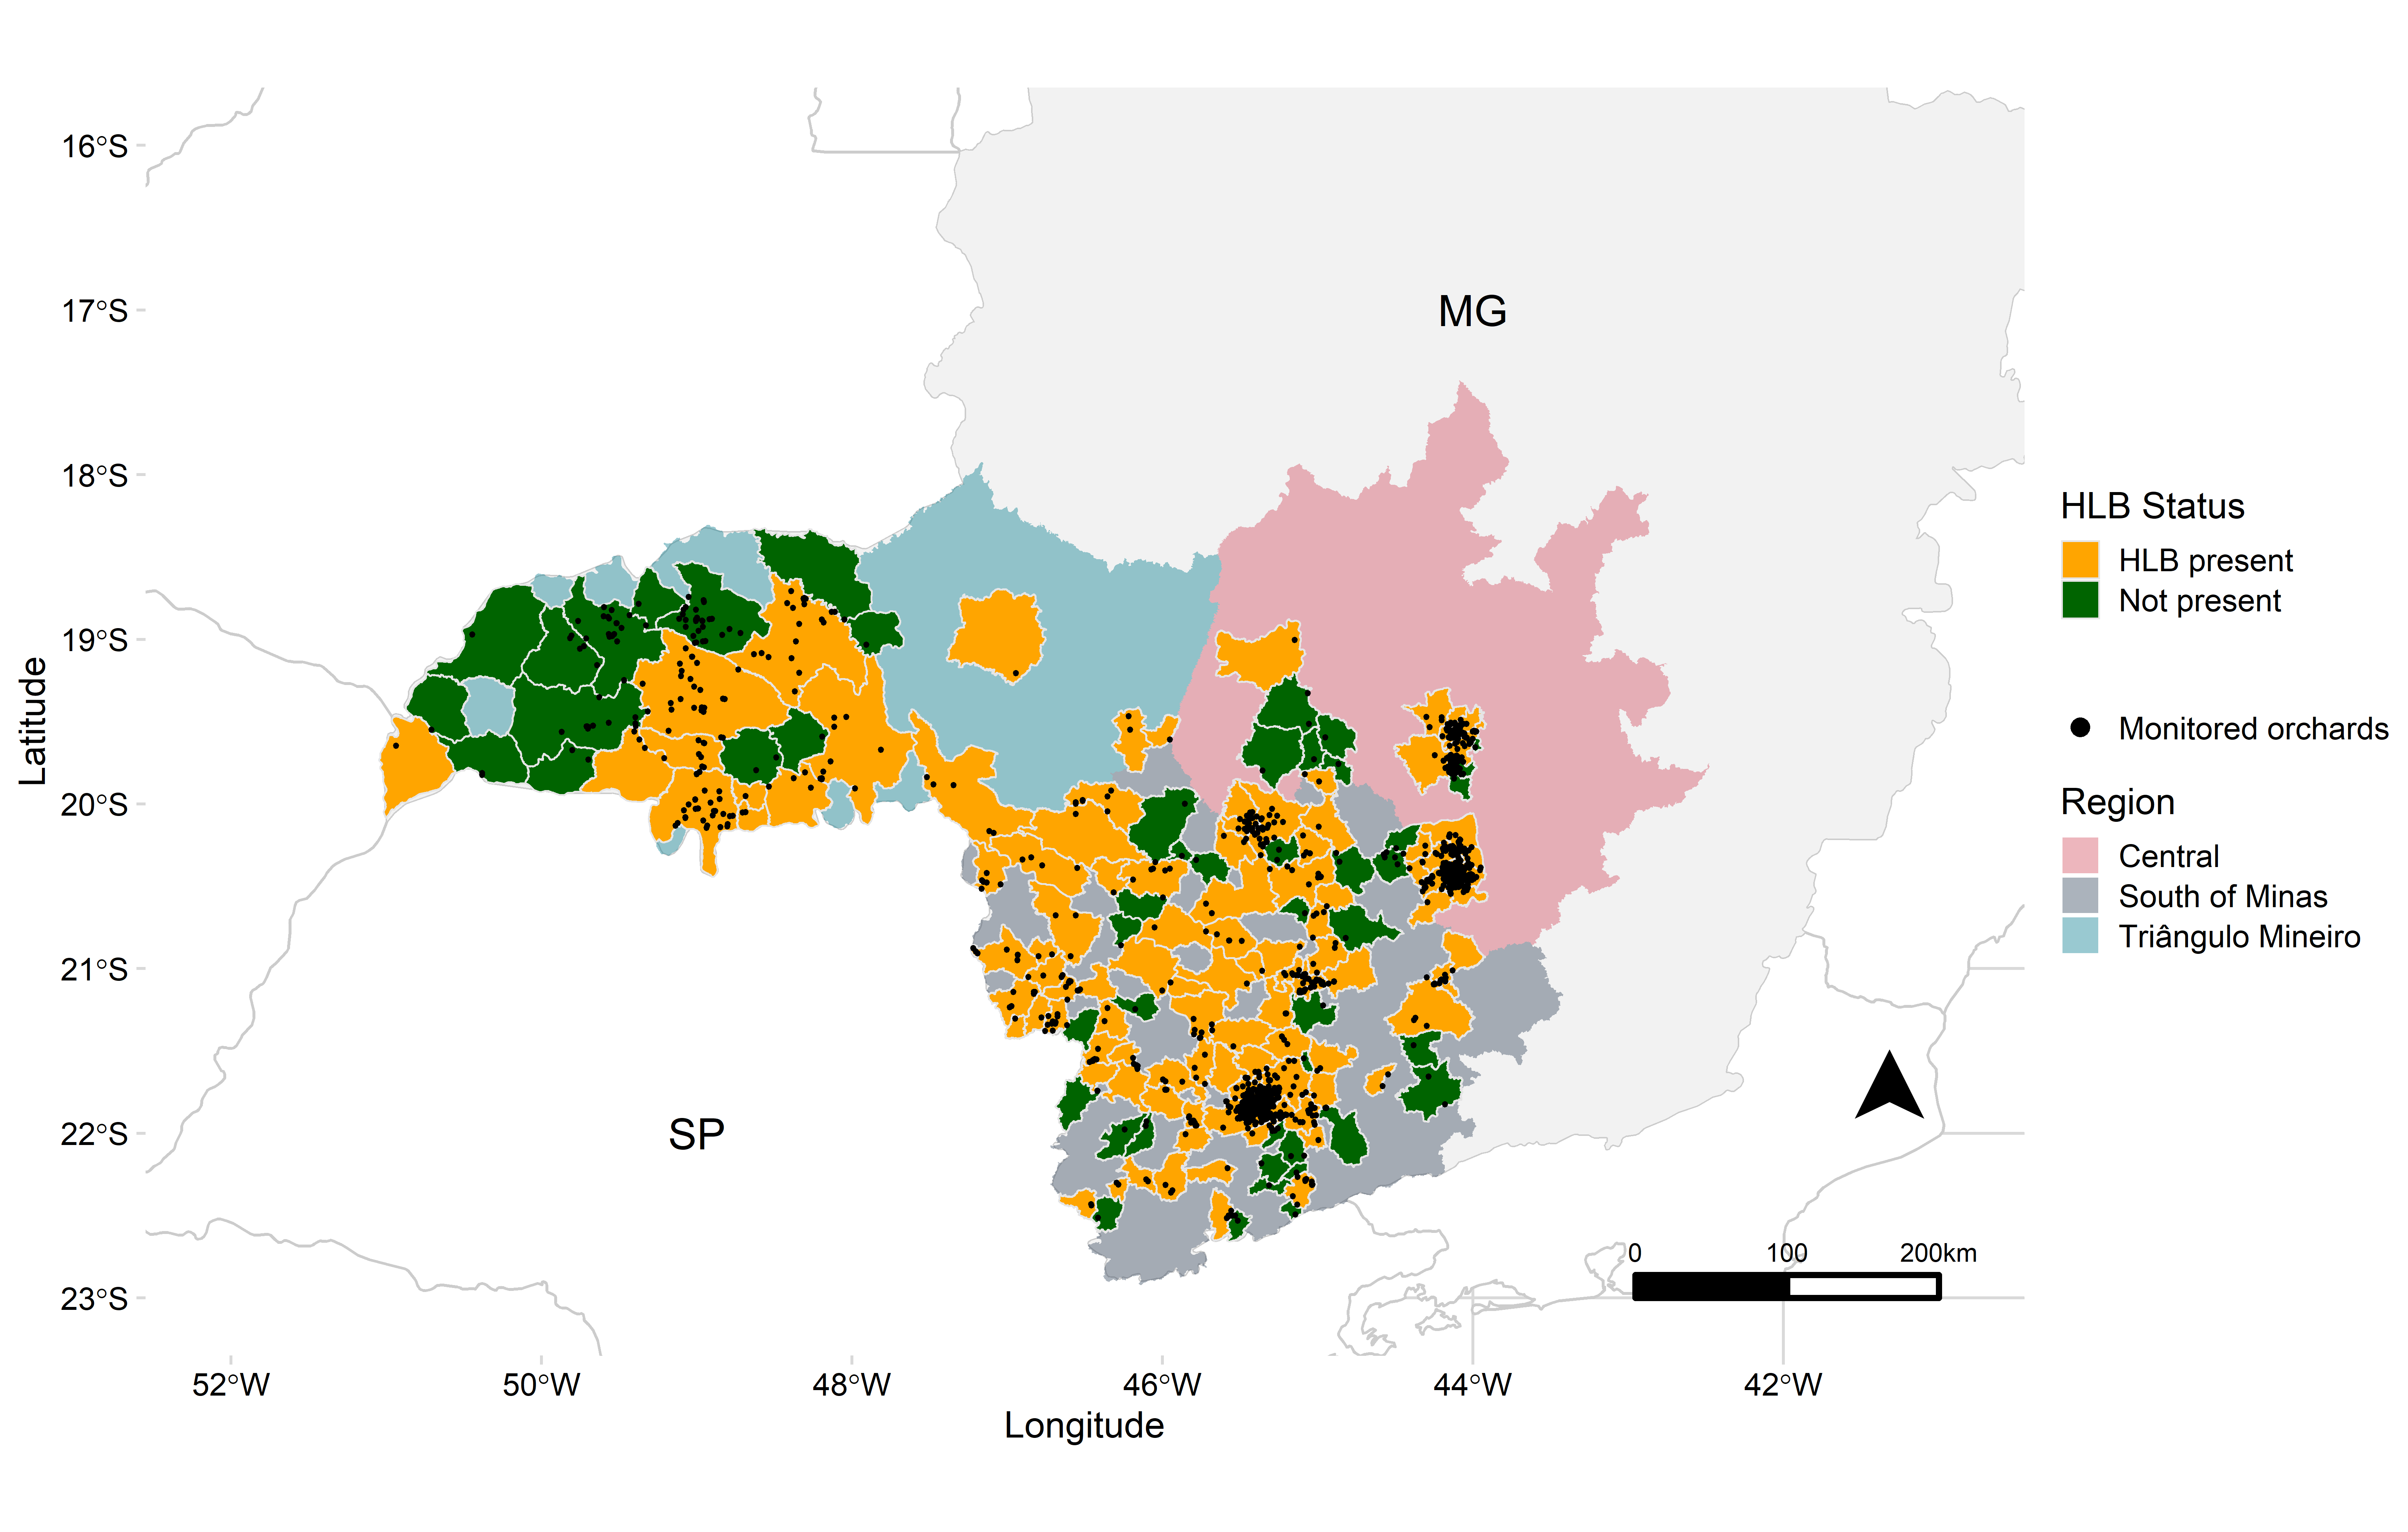 16°S
17°S
18°S
19°S
20°S
21°S
22°S
23°S
Latitude
MG
SP
0 100 200km
52°W 50°W 48°W 46°W 44°W 42°W
Longitude
HLB Status
HLB present
Not present
Monitored orchards
Region
Central
South of Minas
Triângulo Mineiro